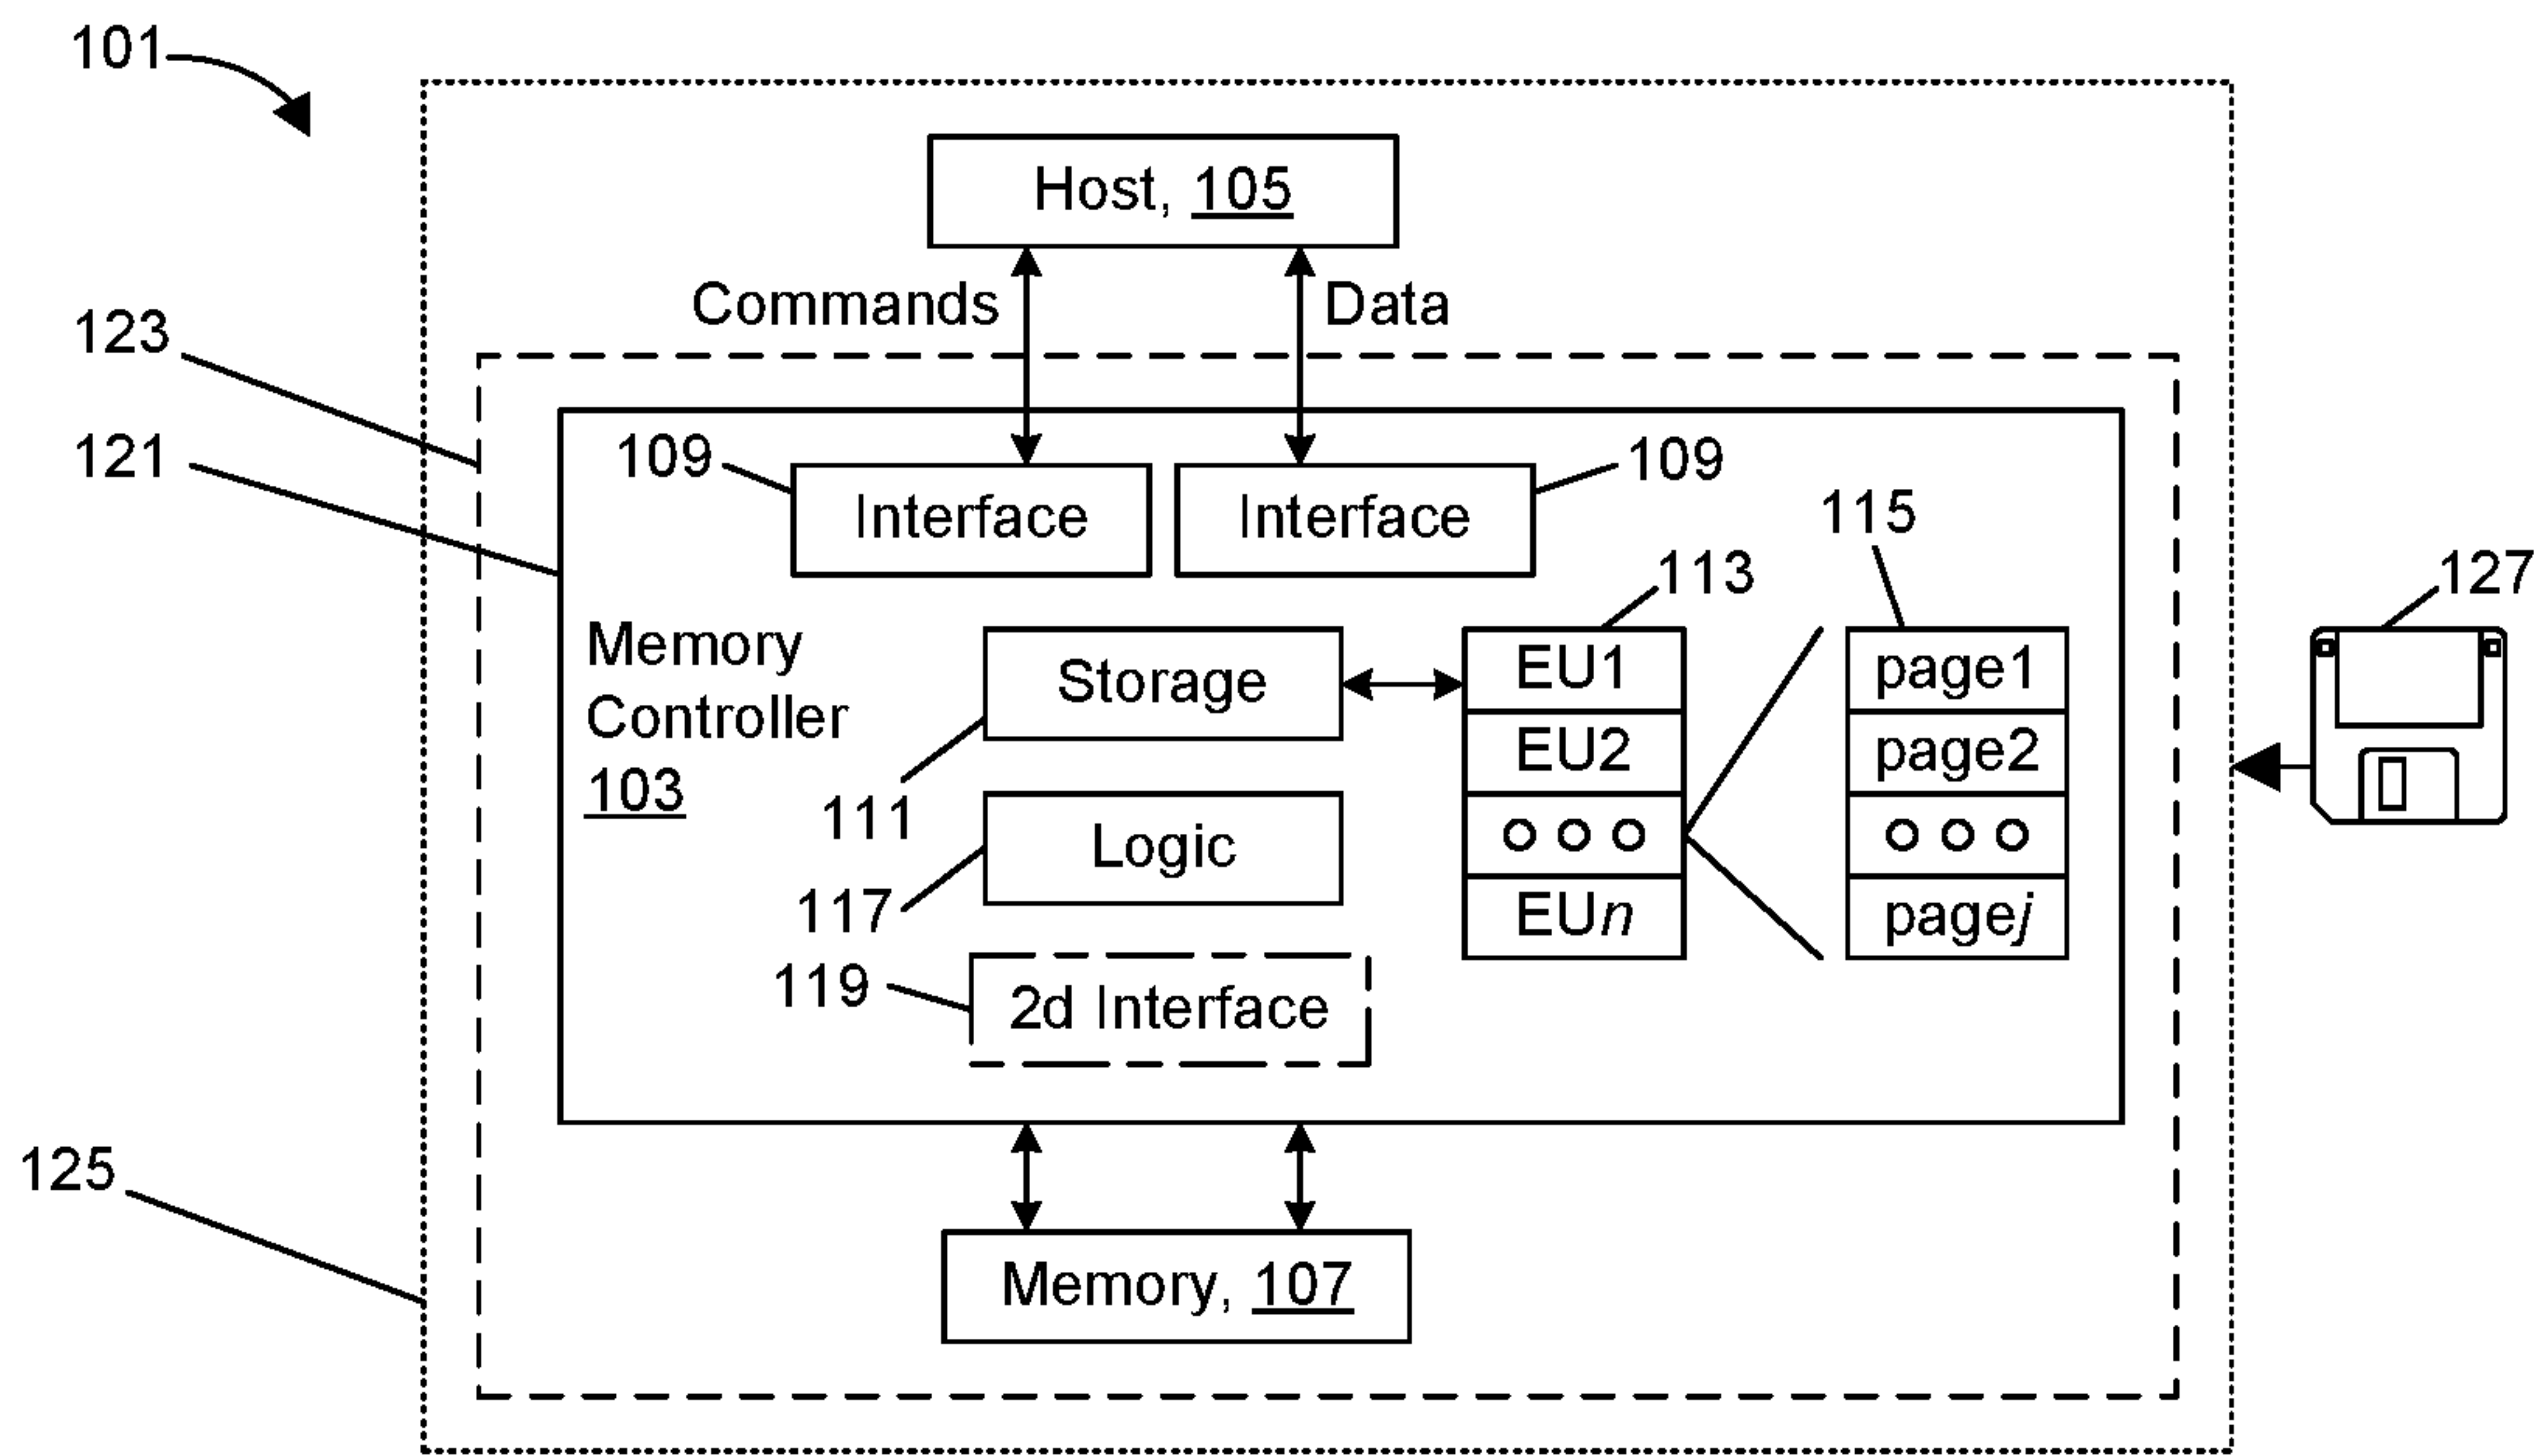 101
Host, 105
Commands
Data
123
121
109
Interface
Interface
109
115
113
127
Memory
Controller
103
Storage
111
EU1
EU2
EUn
page1
page2
pagej
Logic
117
119
2d Interface
125
Memory, 107